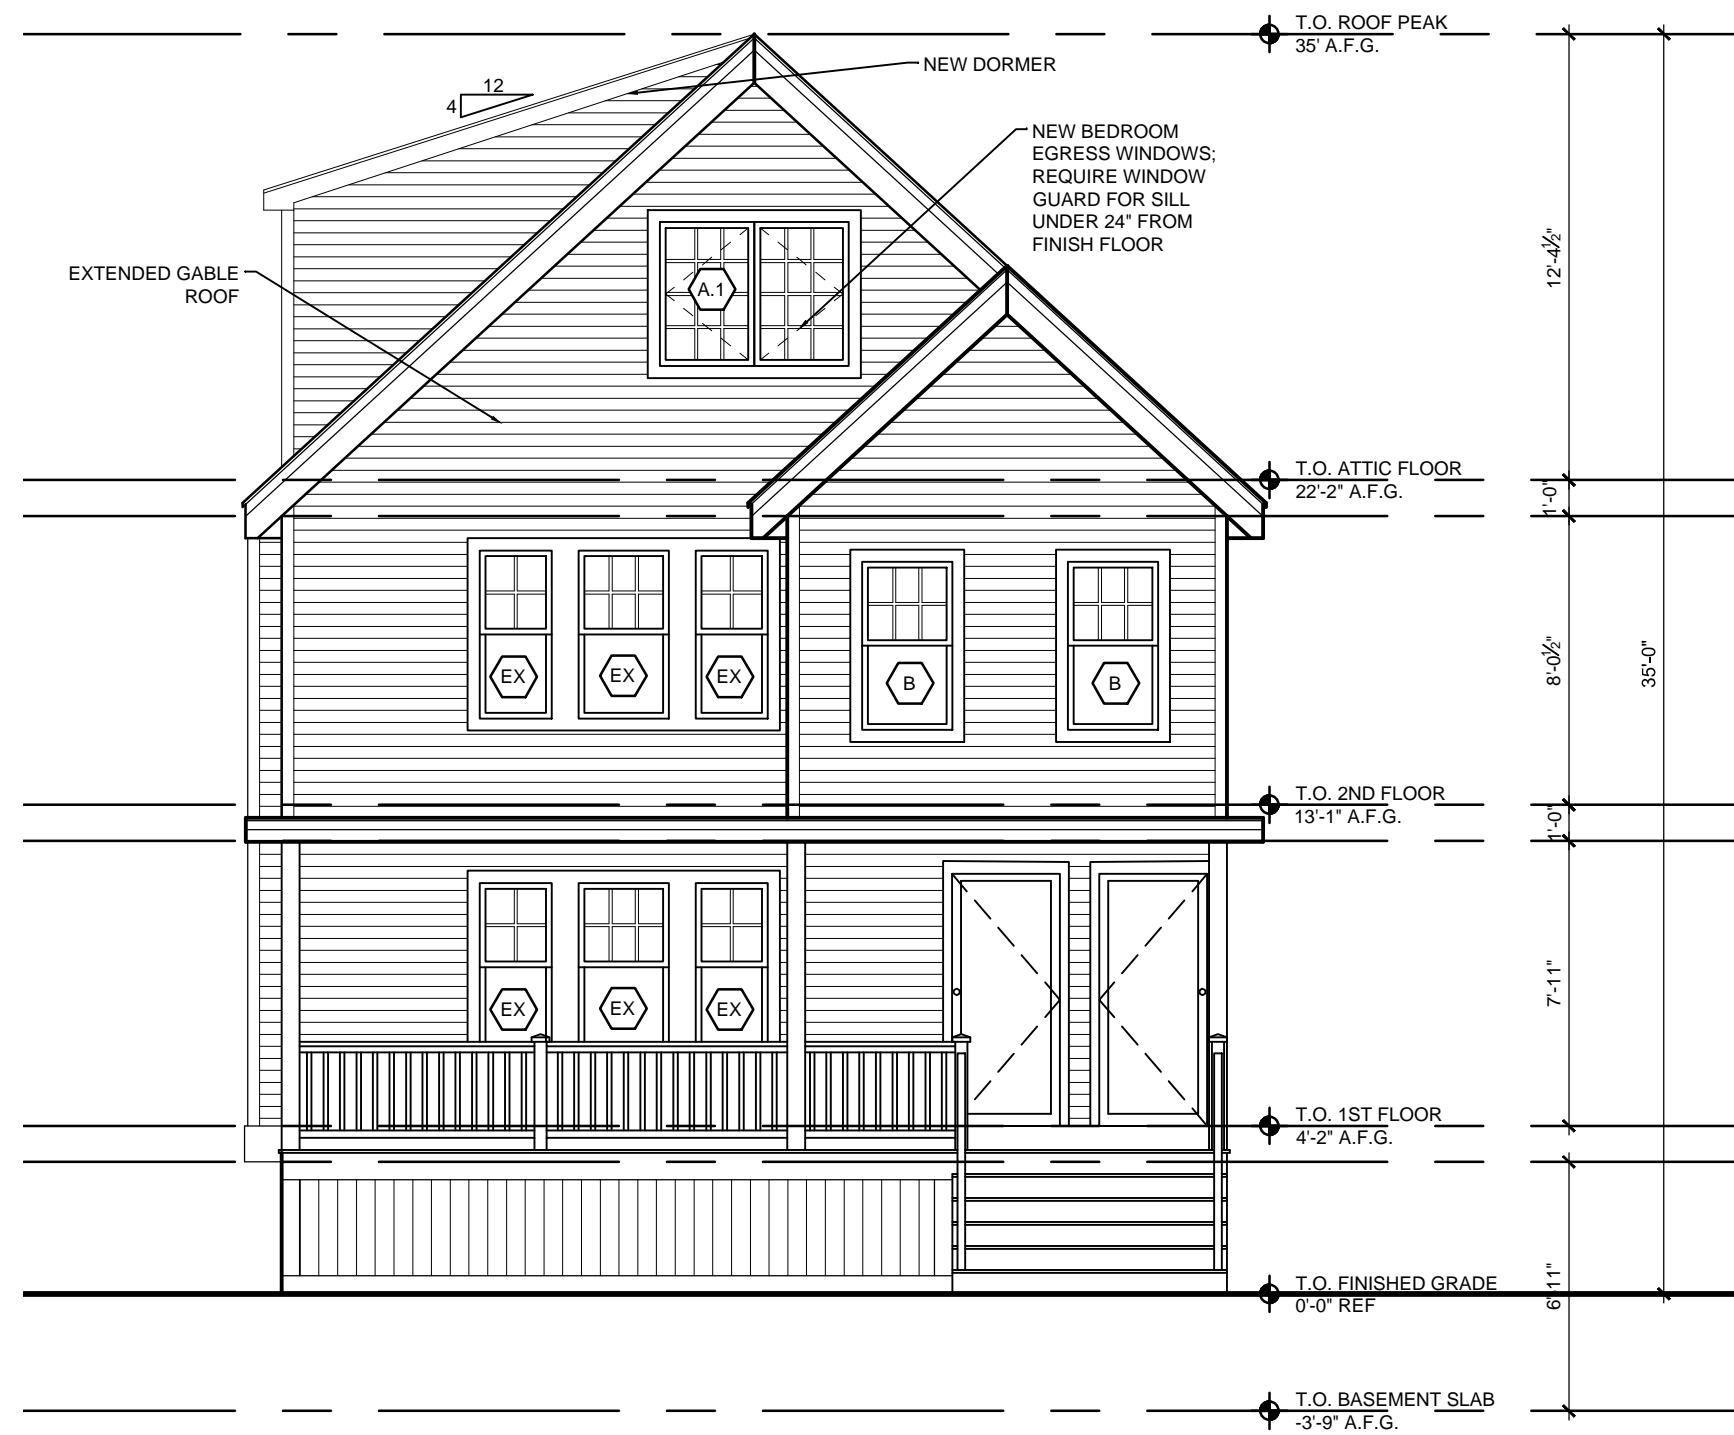 T.O. ROOF PEAK
35' A.F.G.
NEW DORMER
12
4
NEW BEDROOM
EGRESS WINDOWS;
REQUIRE WINDOW
GUARD FOR SILL
UNDER 24" FROM
FINISH FLOOR
EXTENDED GABLE
ROOF
A.1
12'-4½"
T.O. ATTIC FLOOR
22'-2" A.F.G.
1'-0"
EX
EX
EX
B
B
8'-0½"
35'-0"
T.O. 2ND FLOOR
13'-1" A.F.G.
1'-0"
EX
EX
EX
7'-11"
T.O. 1ST FLOOR
4'-2" A.F.G.
T.O. FINISHED GRADE
0'-0" REF
6'-11"
T.O. BASEMENT SLAB
-3'-9" A.F.G.